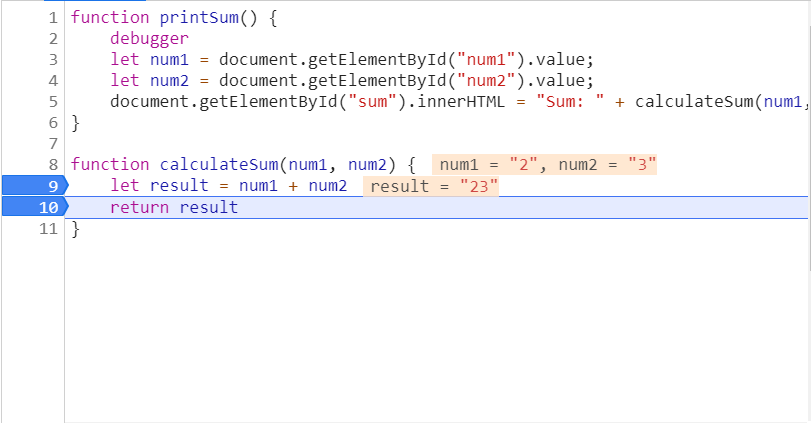 1 function printSum() {
2 debugger
3 let num1 = document.getElementById("num1").value;
4 let num2 = document.getElementById("num2").value;
5 document.getElementById("sum").innerHTML = "Sum: " + calculateSum(num1,
6 }
7
8 function calculateSum(num1, num2) { num1 = "2", num2 = "3"
9 let result = num1 + num2 result = "23"
10 return result
11 }